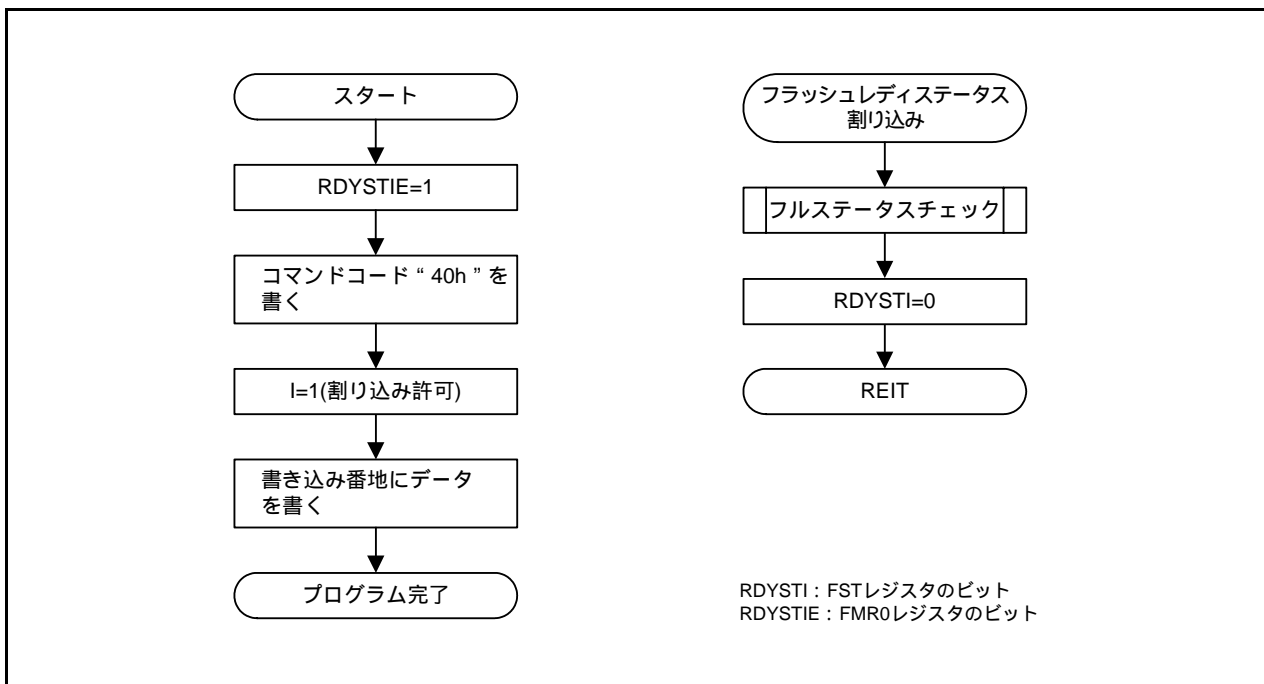 スタート
RDYSTIE=1
コマンドコード“ 40h ”を
書く
I=1(割り込み許可)
書き込み番地にデータ
を書く
プログラム完了
フラッシュレディステータス
割り込み
フルステータスチェック
RDYSTI=0
REIT
RDYSTI : FSTレジスタのビット
RDYSTIE : FMR0レジスタのビット